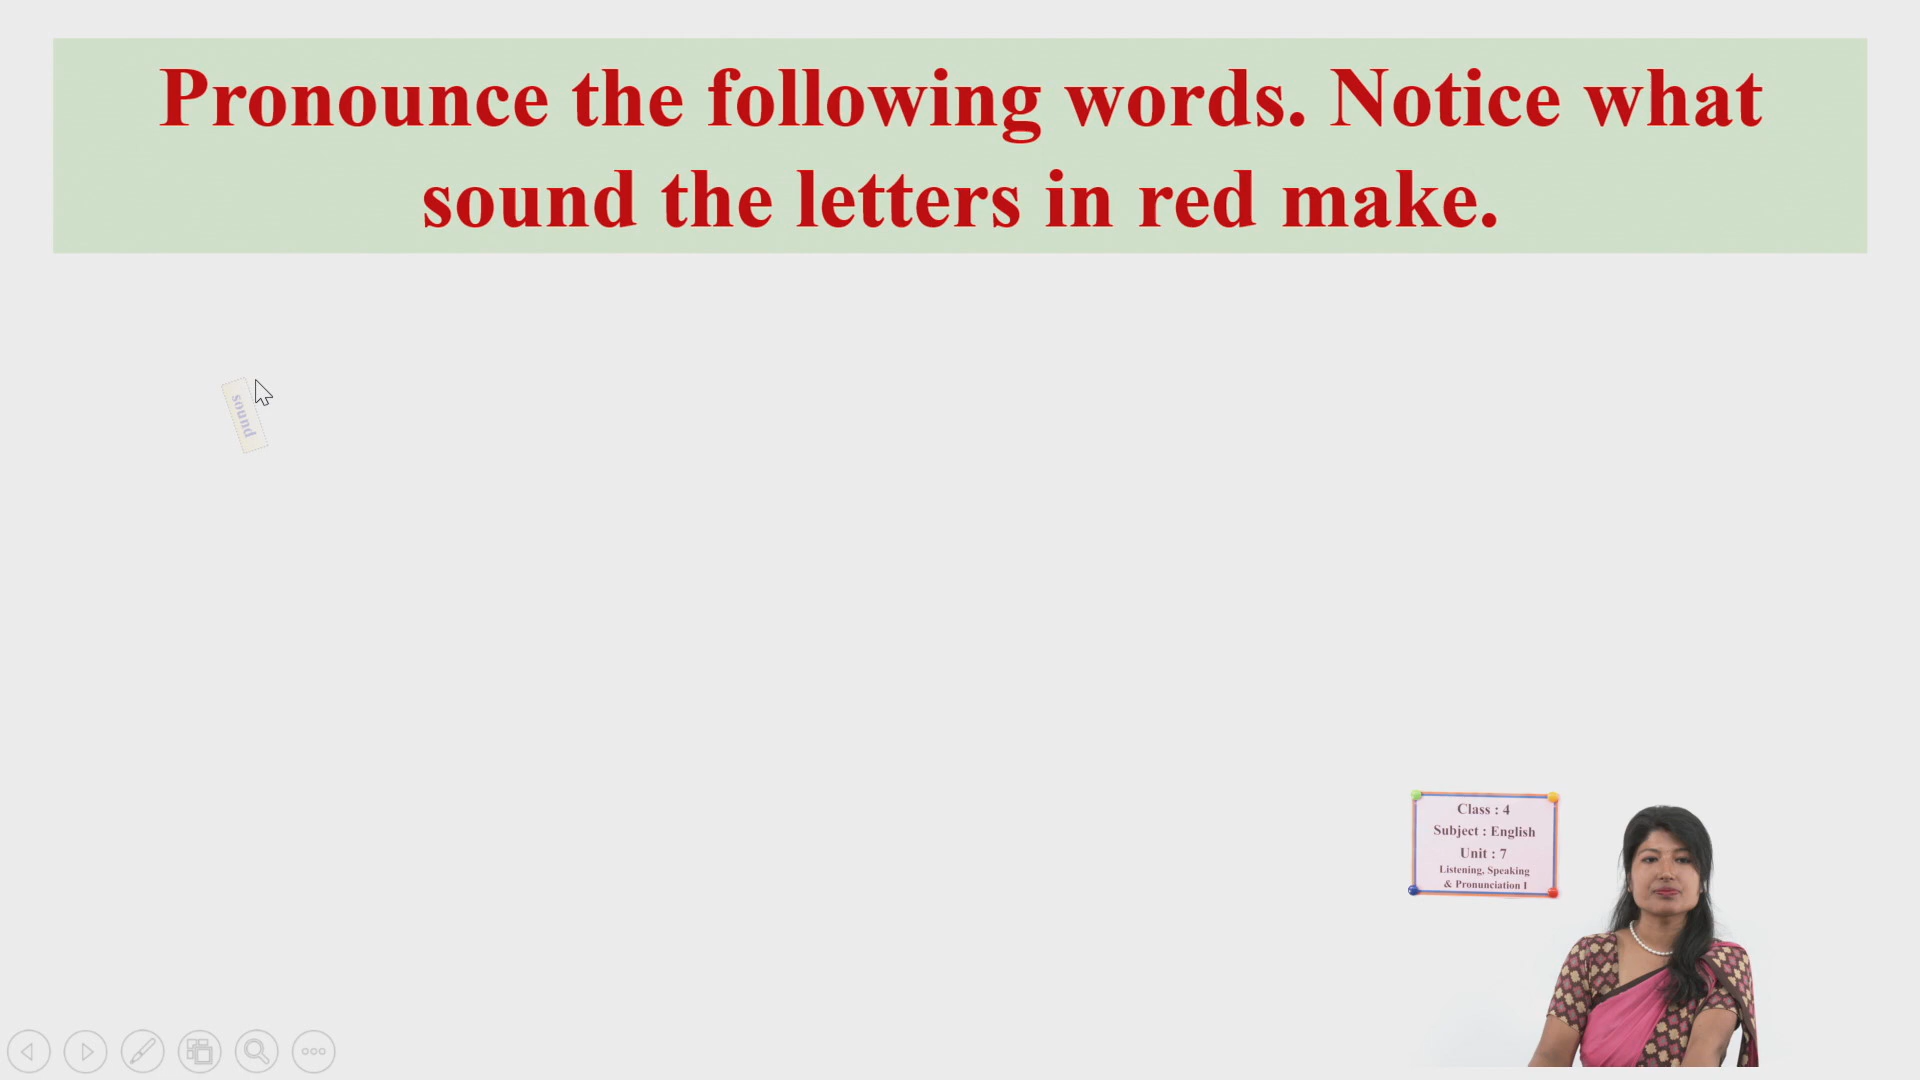 Pronounce the following words. Notice what
sound the letters in red make.
sound
Class : 4
Subject : English
Unit : 7
Listening, Speaking
& Pronunciation I